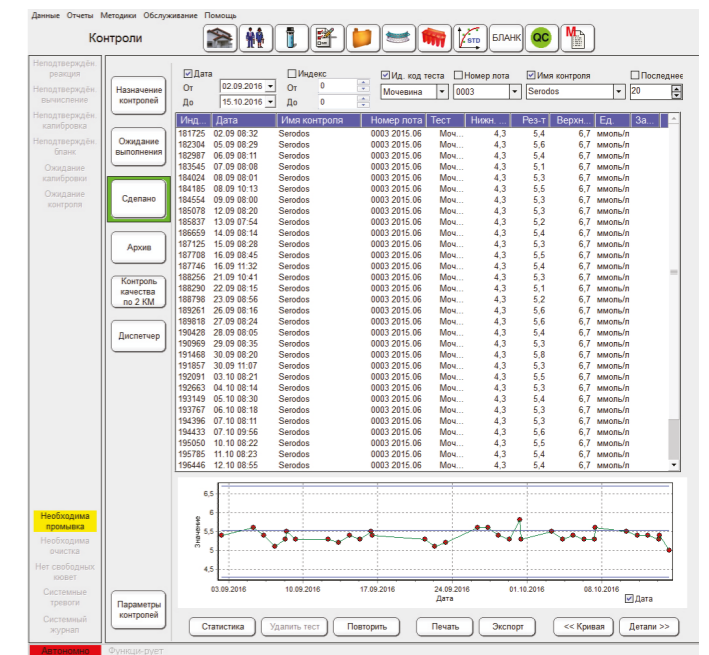 Данные Отчеты Методики Обслуживание Помощь
Контроли
STD БЛАНК QC M
Неподтверждён. реакция
Неподтверждён. вычисление
Неподтверждён. калибровка
Неподтверждён. бланк
Ожидание калибровки
Ожидание контроля
Необходима промывка
Необходима очистка
Нет свободных кювет
Системные тревоги
Системный журнал
Автономно Функци-рует
Назначение контролей
Ожидание выполнения
Сделано
Архив
Контроль качества по 2 КМ
Диспетчер
Параметры контролей
Дата Индекс Ид. код теста Номер лота Имя контроля Последнее
От 02.09.2016 От 0 Мочевина 0003 Serodos 20
До 15.10.2016 До 0
Инд... Дата Имя контроля Номер лота Тест Нижн. ... Рез-т Верхн... Ед. За...
181725 02.09 08:32 Serodos 0003 2015.06 Моч... 4,3 5,4 6,7 ммоль/л
182304 05.09 08:29 Serodos 0003 2015.06 Моч... 4,3 5,6 6,7 ммоль/л
182987 06.09 08:11 Serodos 0003 2015.06 Моч... 4,3 5,4 6,7 ммоль/л
183545 07.09 08:08 Serodos 0003 2015.06 Моч... 4,3 5,1 6,7 ммоль/л
184024 08.09 08:01 Serodos 0003 2015.06 Моч... 4,3 5,3 6,7 ммоль/л
184185 08.09 10:13 Serodos 0003 2015.06 Моч... 4,3 5,5 6,7 ммоль/л
184554 09.09 08:00 Serodos 0003 2015.06 Моч... 4,3 5,3 6,7 ммоль/л
185078 12.09 08:20 Serodos 0003 2015.06 Моч... 4,3 5,3 6,7 ммоль/л
185837 13.09 07:54 Serodos 0003 2015.06 Моч... 4,3 5,2 6,7 ммоль/л
186659 14.09 08:14 Serodos 0003 2015.06 Моч... 4,3 5,4 6,7 ммоль/л
187125 15.09 08:28 Serodos 0003 2015.06 Моч... 4,3 5,3 6,7 ммоль/л
187708 16.09 08:45 Serodos 0003 2015.06 Моч... 4,3 5,5 6,7 ммоль/л
187746 16.09 11:32 Serodos 0003 2015.06 Моч... 4,3 5,4 6,7 ммоль/л
188256 21.09 10:41 Serodos 0003 2015.06 Моч... 4,3 5,3 6,7 ммоль/л
188290 22.09 08:15 Serodos 0003 2015.06 Моч... 4,3 5,1 6,7 ммоль/л
188798 23.09 08:56 Serodos 0003 2015.06 Моч... 4,3 5,2 6,7 ммоль/л
189261 26.09 08:16 Serodos 0003 2015.06 Моч... 4,3 5,6 6,7 ммоль/л
189818 27.09 08:24 Serodos 0003 2015.06 Моч... 4,3 5,6 6,7 ммоль/л
190428 28.09 08:05 Serodos 0003 2015.06 Моч... 4,3 5,4 6,7 ммоль/л
190969 29.09 08:35 Serodos 0003 2015.06 Моч... 4,3 5,3 6,7 ммоль/л
191468 30.09 08:20 Serodos 0003 2015.06 Моч... 4,3 5,8 6,7 ммоль/л
191857 30.09 11:07 Serodos 0003 2015.06 Моч... 4,3 5,3 6,7 ммоль/л
192091 03.10 08:21 Serodos 0003 2015.06 Моч... 4,3 5,5 6,7 ммоль/л
192663 04.10 08:14 Serodos 0003 2015.06 Моч... 4,3 5,3 6,7 ммоль/л
193149 05.10 08:30 Serodos 0003 2015.06 Моч... 4,3 5,4 6,7 ммоль/л
193767 06.10 08:18 Serodos 0003 2015.06 Моч... 4,3 5,3 6,7 ммоль/л
194396 07.10 08:11 Serodos 0003 2015.06 Моч... 4,3 5,3 6,7 ммоль/л
194433 07.10 09:56 Serodos 0003 2015.06 Моч... 4,3 5,6 6,7 ммоль/л
195050 10.10 08:22 Serodos 0003 2015.06 Моч... 4,3 5,5 6,7 ммоль/л
195785 11.10 08:23 Serodos 0003 2015.06 Моч... 4,3 5,4 6,7 ммоль/л
196446 12.10 08:55 Serodos 0003 2015.06 Моч... 4,3 5,4 6,7 ммоль/л
Значение
6,5
6
5,5
5
4,5
03.09.2016 10.09.2016 17.09.2016 24.09.2016 01.10.2016 08.10.2016
Дата Дата
Статистика Удалить тест Повторить Печать Экспорт << Кривая Детали >>